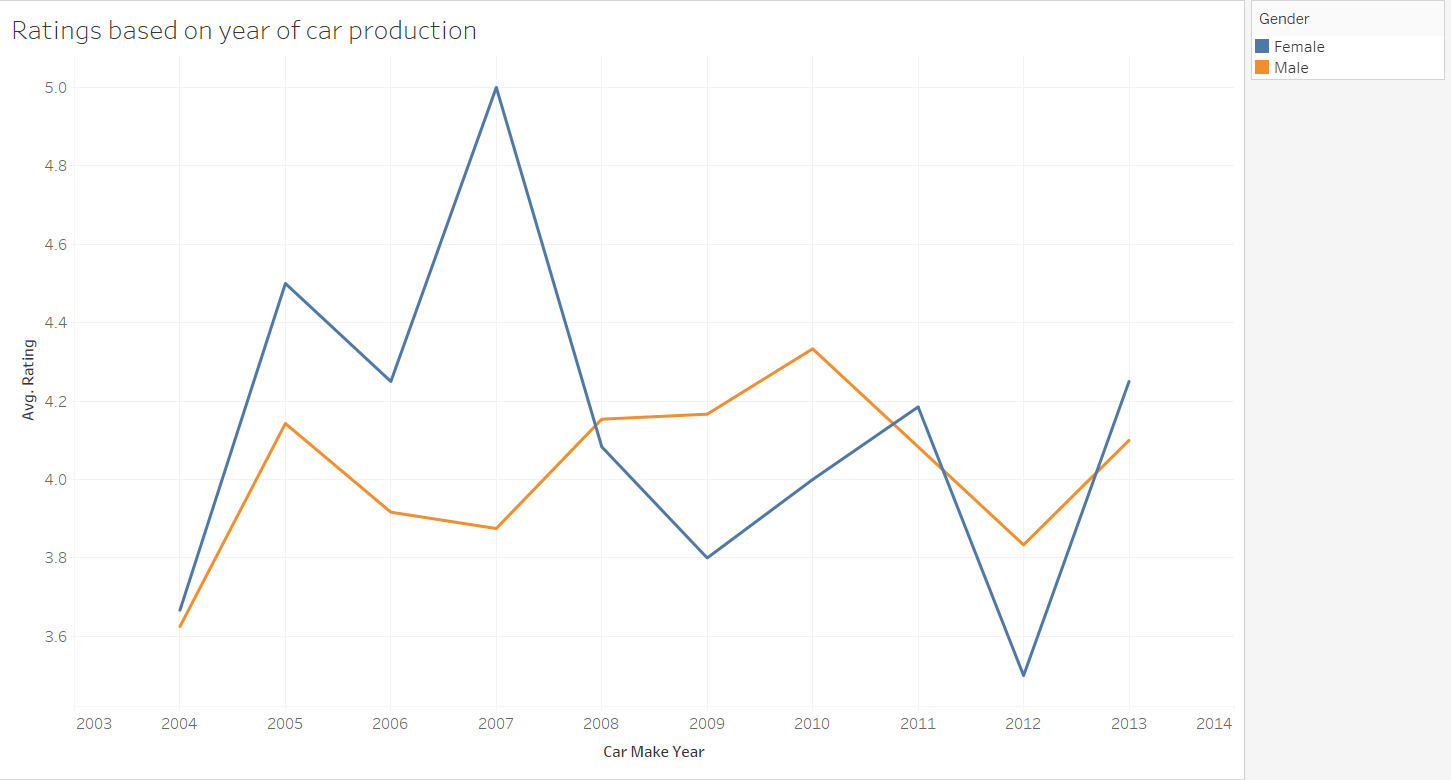 Ratings based on year of car production
Gender
Female
Male
5.0
4.8
4.6
4.4
4.2
4.0
3.8
3.6
Avg. Rating
2003 2004 2005 2006 2007 2008 2009 2010 2011 2012 2013 2014
Car Make Year